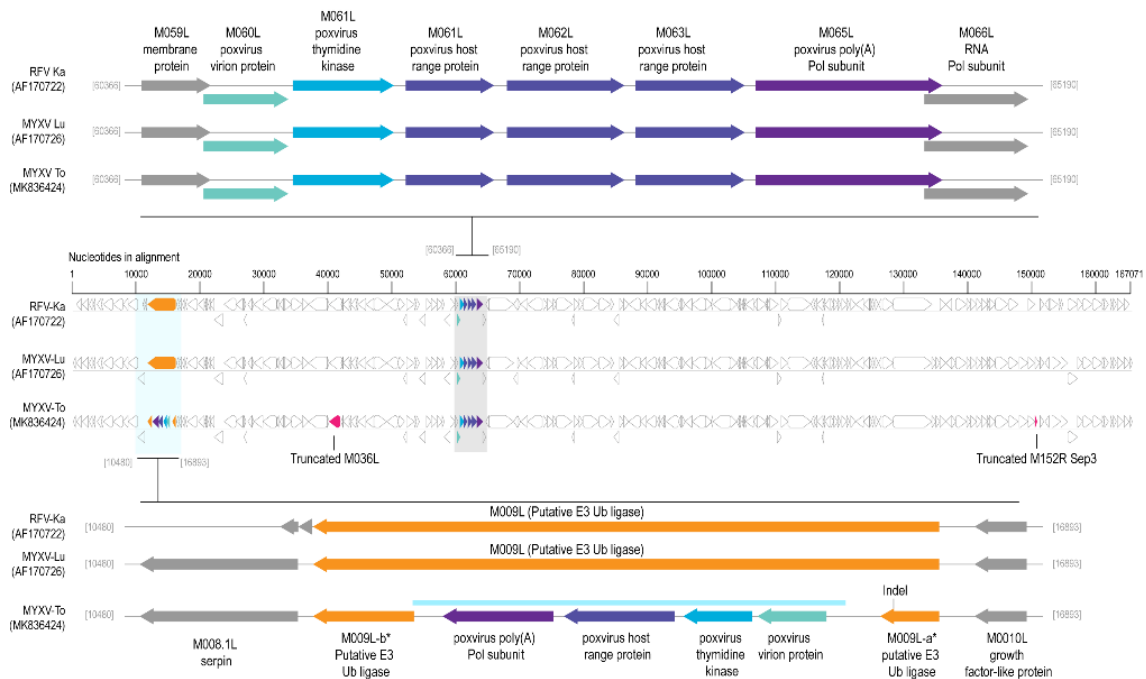 M059L
membrane
protein
M060L
poxvirus
virion protein
M061L
poxvirus
thymidine
kinase
M061L
poxvirus host
range protein
M062L
poxvirus host
range protein
M063L
poxvirus host
range protein
M065L
poxvirus poly(A)
Pol subunit
M066L
RNA
Pol subunit
RFV Ka
(AF170722)
[60366]
[65190]
MYXV Lu
(AF170726)
[60366]
[65190]
MYXV To
(MK836424)
[60366]
[65190]
[60366]
[65190]
Nucleotides in alignment
1 10000 20000 30000 40000 50000 60000 70000 80000 90000 100000 110000 120000 130000 140000 150000 160000 167071
RFV-Ka
(AF170722)
MYXV-Lu
(AF170726)
MYXV-To
(MK836424)
Truncated M036L
Truncated M152R Sep3
[10480]
[16893]
RFV-Ka
(AF170722)
[10480]
M009L (Putative E3 Ub ligase)
[16893]
MYXV-Lu
(AF170726)
[10480]
M009L (Putative E3 Ub ligase)
[16893]
Indel
MYXV-To
(MK836424)
[10480]
[16893]
M008.1L
serpin
M009L-b*
Putative E3
Ub ligase
poxvirus poly(A)
Pol subunit
poxvirus host
range protein
poxvirus
thymidine
kinase
poxvirus
virion protein
M009L-a*
putative E3
Ub ligase
M0010L
growth
factor-like protein